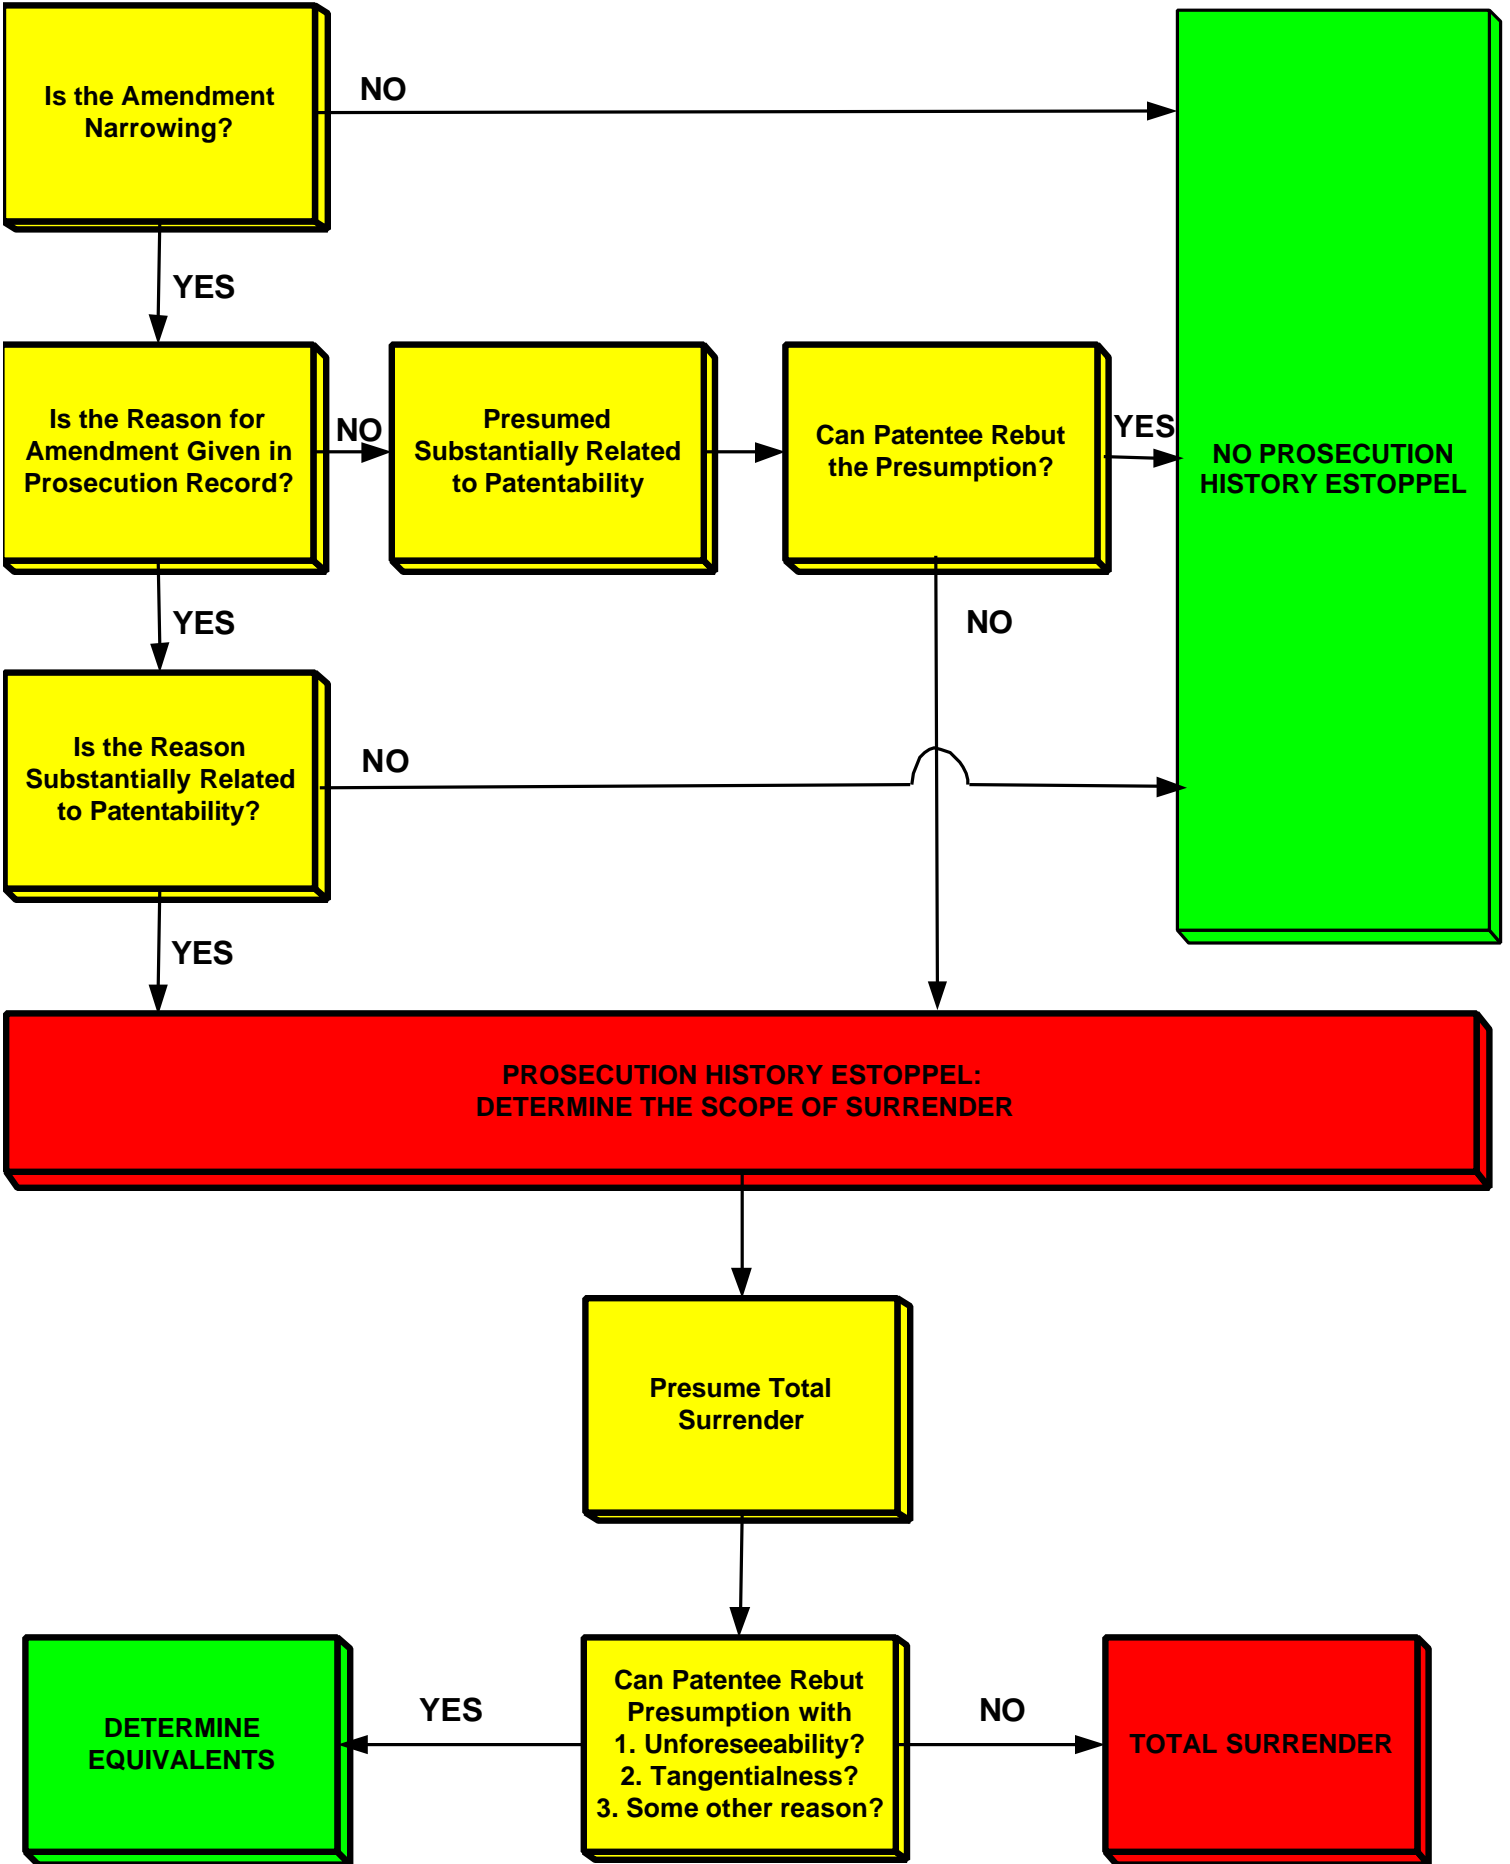 Is the Amendment
Narrowing?
NO
YES
Is the Reason for
Amendment Given in
Prosecution Record?
NO
Presumed
Substantially Related
to Patentability
Can Patentee Rebut
the Presumption?
YES
NO PROSECUTION
HISTORY ESTOPPEL
YES
NO
Is the Reason
Substantially Related
to Patentability?
NO
YES
PROSECUTION HISTORY ESTOPPEL:
DETERMINE THE SCOPE OF SURRENDER
Presume Total
Surrender
DETERMINE
EQUIVALENTS
YES
Can Patentee Rebut
Presumption with
1. Unforeseeability?
2. Tangentialness?
3. Some other reason?
NO
TOTAL SURRENDER